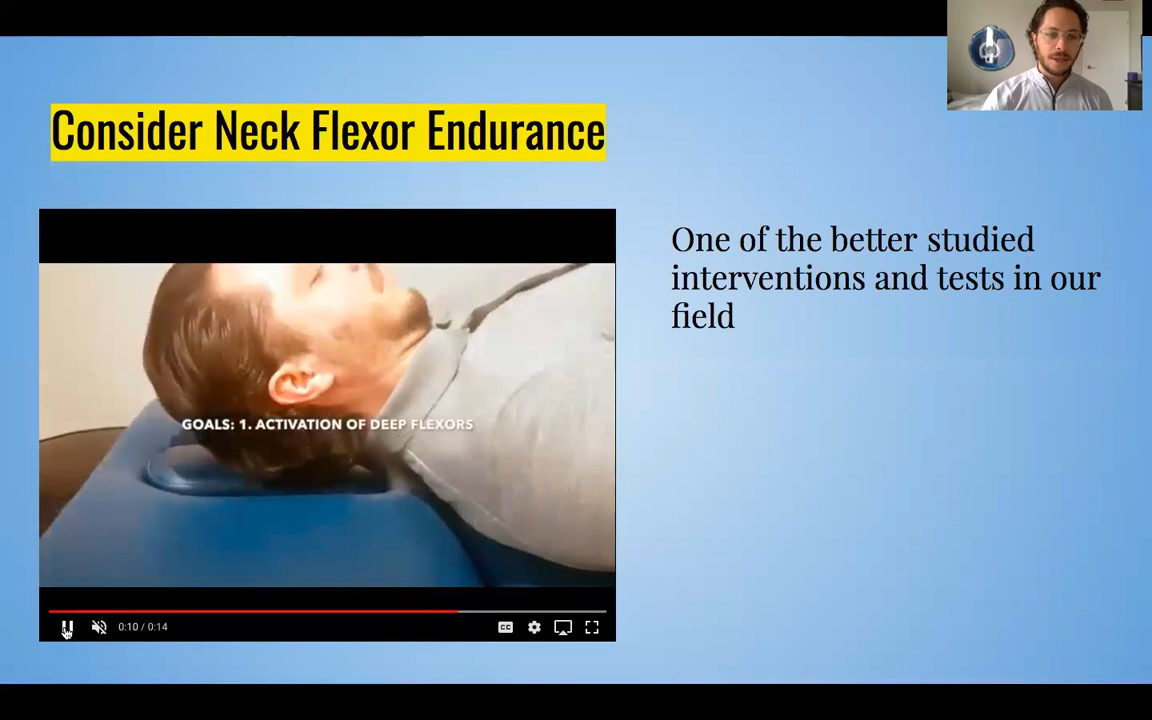 Consider Neck Flexor Endurance
One of the better studied
interventions and tests in our
field
GOALS: 1. ACTIVATION OF DEEP FLEXORS
0:10 / 0:14
CC